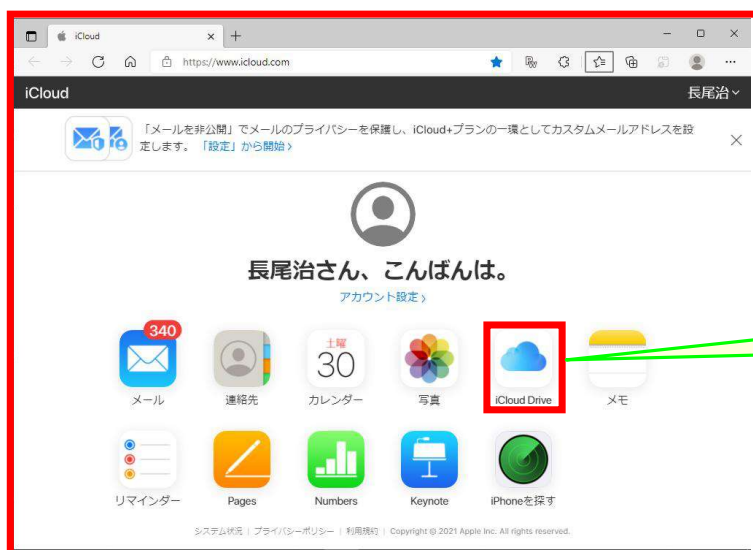 iCloud
https://www.icloud.com
iCloud
長尾治
「メールを非公開」でメールのプライバシーを保護し、iCloud+プランの一環としてカスタムメールアドレスを設
定します。「設定」から開始 ›
長尾治さん、こんばんは。
アカウント設定 ›
340
土曜
30
メール
連絡先
カレンダー
写真
iCloud Drive
メモ
リマインダー
Pages
Numbers
Keynote
iPhoneを探す
システム状況 | プライバシーポリシー | 利用規約 | Copyright © 2021 Apple Inc. All rights reserved.